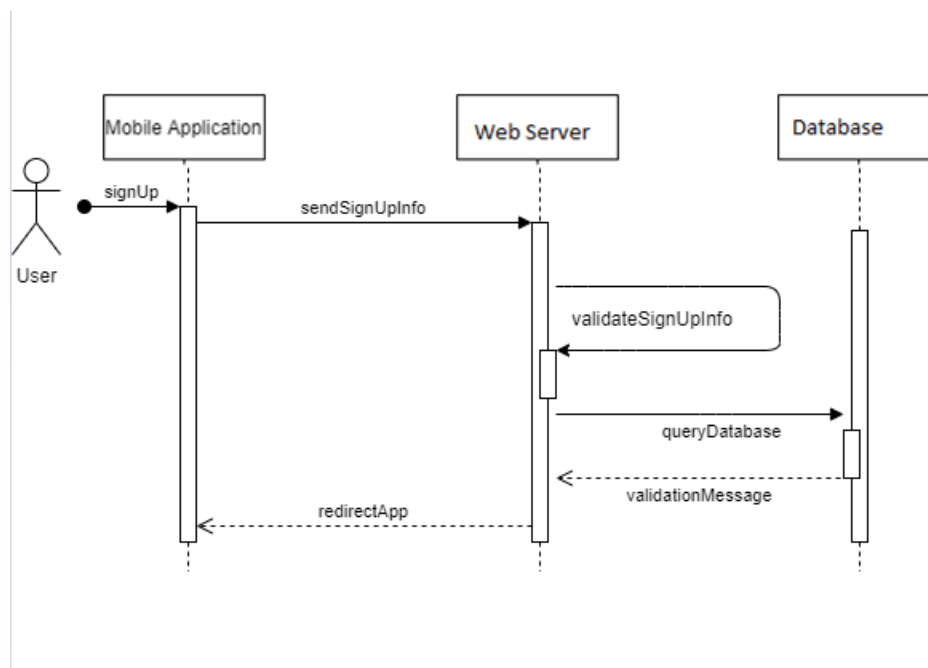 Mobile Application
Web Server
Database
signUp
sendSignUpInfo
User
validateSignUpInfo
queryDatabase
validationMessage
redirectApp